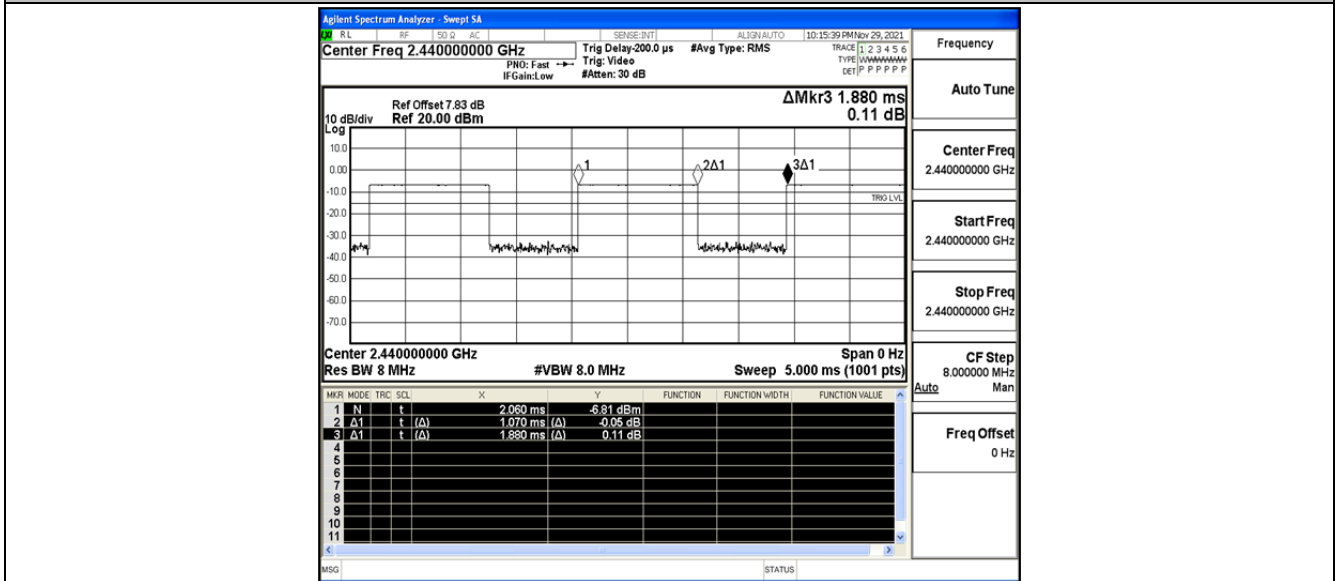 Agilent Spectrum Analyzer - Swept SA
LXI RL RF 50 Ω AC SENSE:INT ALIGNAUTO 10:15:39 PM Nov 29, 2021
Center Freq 2.440000000 GHz
PNO: Fast
IFGain:Low
Trig Delay-200.0 µs
Trig: Video
#Atten: 30 dB
#Avg Type: RMS
TRACE 1 2 3 4 5 6
TYPE WWWWWW
DET P P P P P P
Frequency
Auto Tune
Center Freq
2.440000000 GHz
Start Freq
2.440000000 GHz
Stop Freq
2.440000000 GHz
CF Step
8.000000 MHz
Auto Man
Freq Offset
0 Hz
ΔMkr3 1.880 ms
0.11 dB
Ref Offset 7.83 dB
10 dB/div Ref 20.00 dBm
Log
10.0
0.00
-10.0
-20.0
-30.0
-40.0
-50.0
-60.0
-70.0
1
2Δ1
3Δ1
TRIG LVL
Center 2.440000000 GHz Span 0 Hz
Res BW 8 MHz #VBW 8.0 MHz Sweep 5.000 ms (1001 pts)
MKR MODE TRC SCL X Y FUNCTION FUNCTION WIDTH FUNCTION VALUE
1 N t 2.060 ms -6.81 dBm
2 Δ1 t (Δ) 1.070 ms (Δ) -0.05 dB
3 Δ1 t (Δ) 1.880 ms (Δ) 0.11 dB
4
5
6
7
8
9
10
11
MSG STATUS